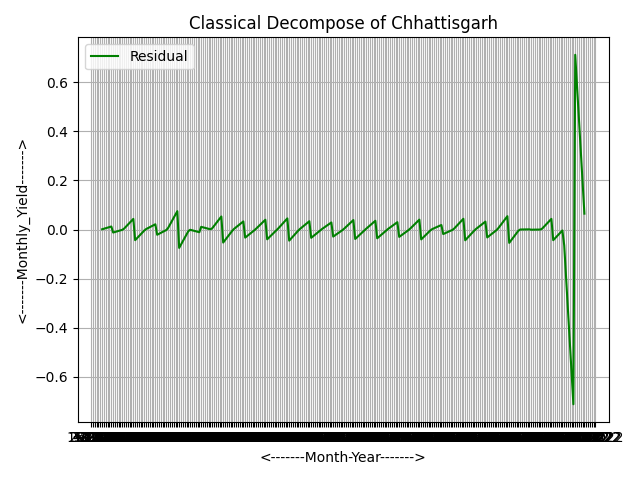 Classical Decompose of Chhattisgarh
Residual
0.6
0.4
0.2
0.0
−0.2
−0.4
−0.6
<-------Monthly_Yield------->
<-------Month-Year------->